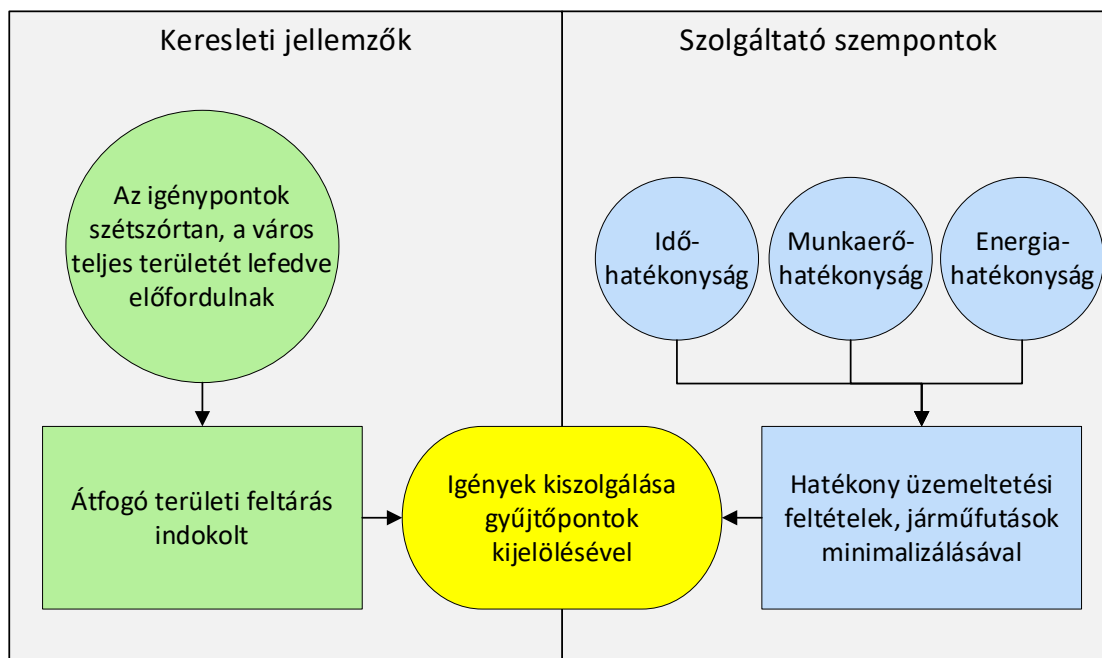 Keresleti jellemzők
Az igénypontok
szétszórtan, a város
teljes területét lefedve
előfordulnak
Átfogó területi feltárás
indokolt
Igények kiszolgálása
gyűjtőpontok
kijelölésével
Szolgáltató szempontok
Idő-
hatékonyság
Munkaerő-
hatékonyság
Energia-
hatékonyság
Hatékony üzemeltetési
feltételek, járműfutások
minimalizálásával